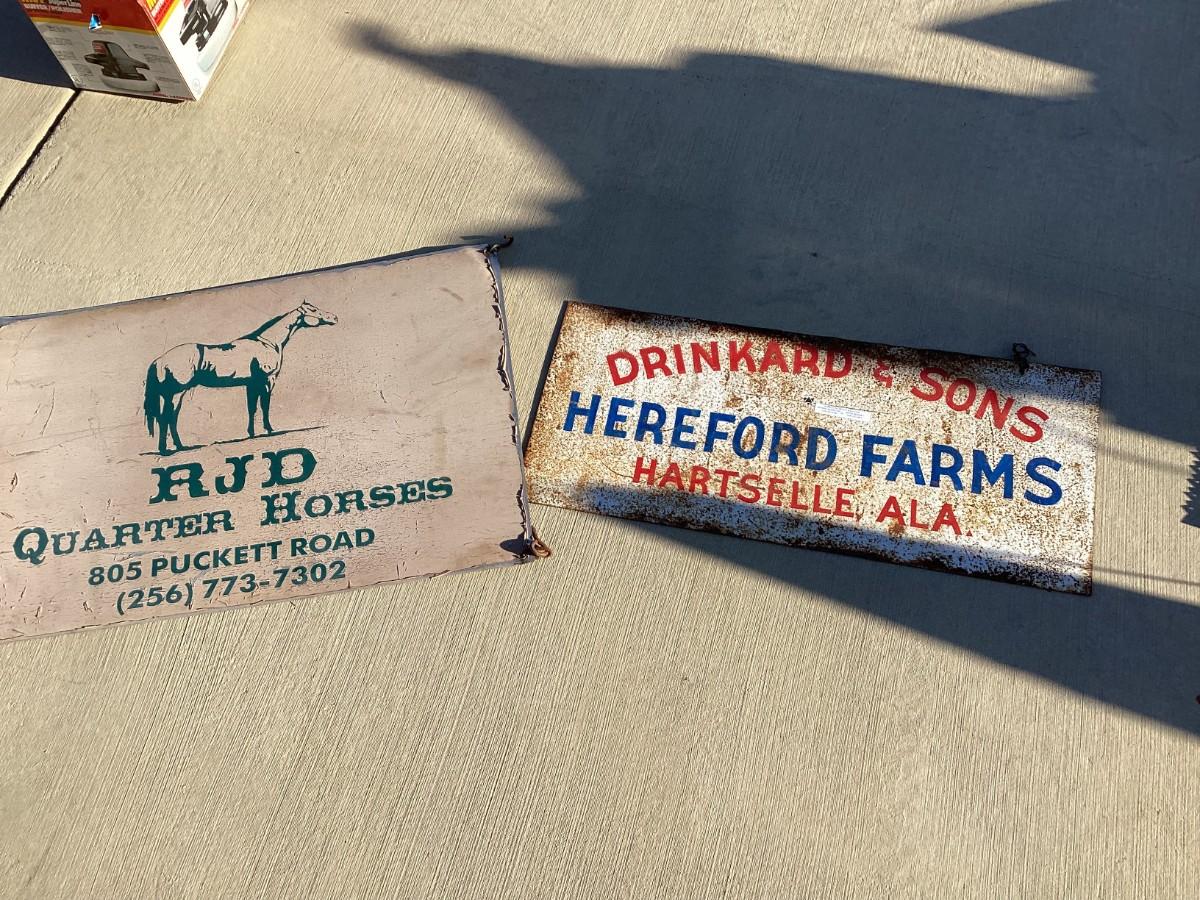 RJD
QUARTER HORSES
805 PUCKETT ROAD
(256) 773-7302
DRINKARD & SONS
HEREFORD FARMS
HARTSELLE, ALA.